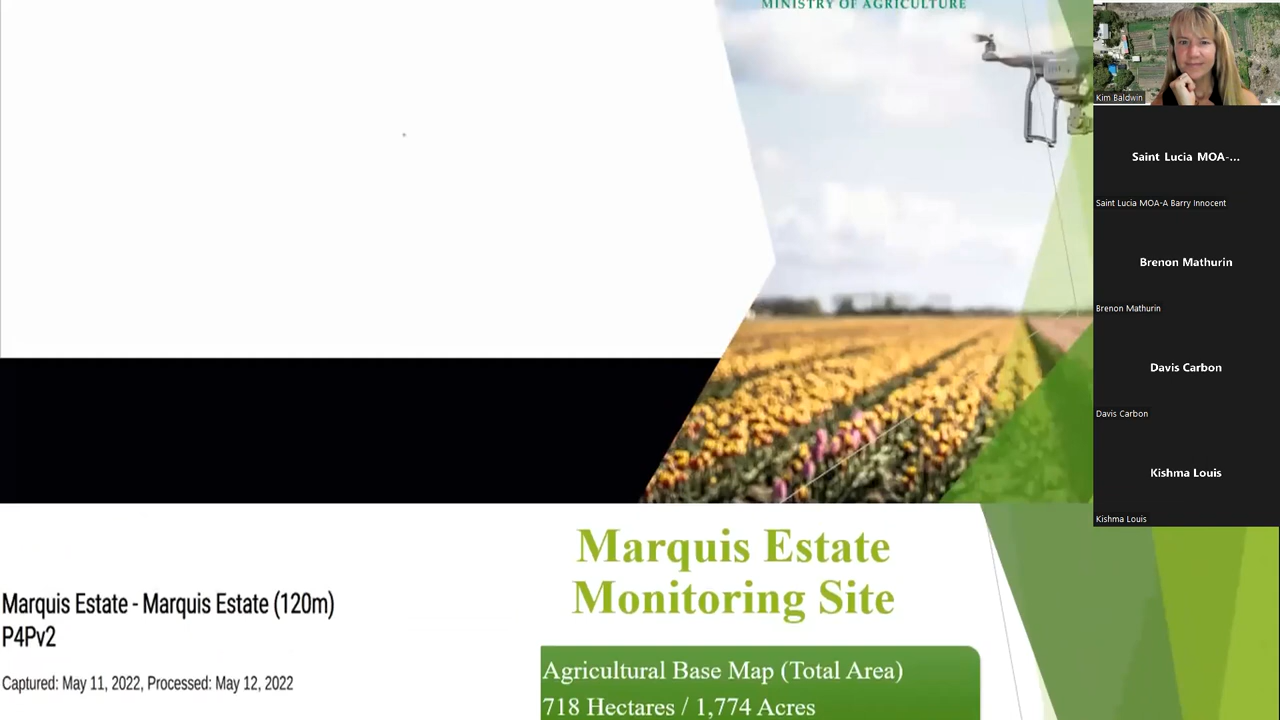 MINISTRY OF AGRICULTURE
Kim Baldwin
Saint Lucia MOA-...
Saint Lucia MOA-A Barry Innocent
Brenon Mathurin
Brenon Mathurin
Davis Carbon
Davis Carbon
Kishma Louis
Kishma Louis
Marquis Estate
Monitoring Site
Marquis Estate - Marquis Estate (120m)
P4Pv2
Captured: May 11, 2022, Processed: May 12, 2022
Agricultural Base Map (Total Area)
718 Hectares / 1,774 Acres